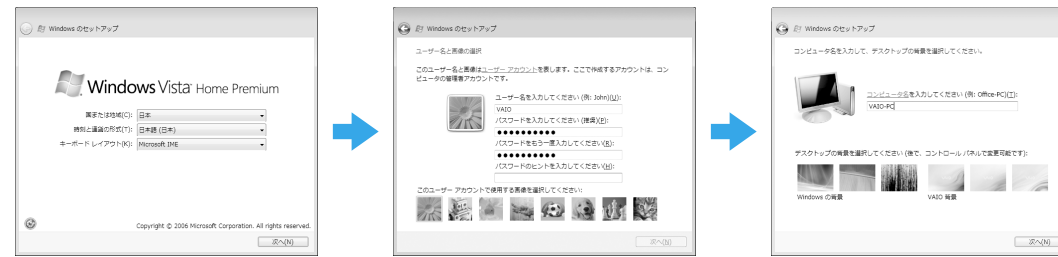 Windows のセットアップ
Windows Vista™ Home Premium
国または地域(C): 日本
時刻と通貨の形式(T): 日本語 (日本)
キーボード レイアウト(K): Microsoft IME
Copyright © 2006 Microsoft Corporation. All rights reserved.
次へ(N)
Windows のセットアップ
ユーザー名と画像の選択
このユーザー名と画像はユーザー アカウントを表します。ここで作成するアカウントは、コン
ピュータの管理者アカウントです。
ユーザー名を入力してください (例: John)(U):
VAIO
パスワードを入力してください (推奨)(P):
●●●●●●●●●●
パスワードをもう一度入力してください(R):
●●●●●●●●●●
パスワードのヒントを入力してください(H):
このユーザー アカウントで使用する画像を選択してください:
次へ(N)
Windows のセットアップ
コンピュータ名を入力して、デスクトップの背景を選択してください。
コンピュータ名を入力してください (例: Office-PC)(T):
VAIO-PC
デスクトップの背景を選択してください (後で、コントロール パネルで変更可能です):
Windows の背景
VAIO 背景
次へ(N)